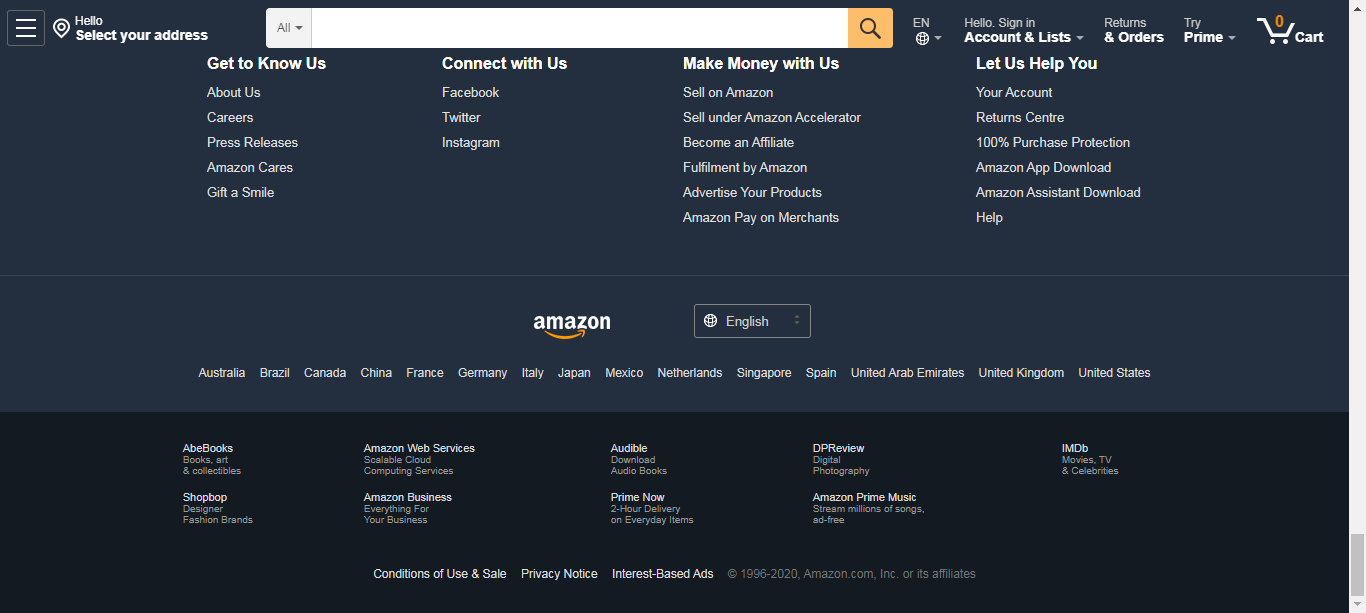 Hello
Select your address
All
EN
Hello. Sign in
Account & Lists
Returns
& Orders
Try
Prime
0
Cart
Get to Know Us
About Us
Careers
Press Releases
Amazon Cares
Gift a Smile
Connect with Us
Facebook
Twitter
Instagram
Make Money with Us
Sell on Amazon
Sell under Amazon Accelerator
Become an Affiliate
Fulfilment by Amazon
Advertise Your Products
Amazon Pay on Merchants
Let Us Help You
Your Account
Returns Centre
100% Purchase Protection
Amazon App Download
Amazon Assistant Download
Help
amazon
English
Australia Brazil Canada China France Germany Italy Japan Mexico Netherlands Singapore Spain United Arab Emirates United Kingdom United States
AbeBooks
Books, art
& collectibles
Amazon Web Services
Scalable Cloud
Computing Services
Audible
Download
Audio Books
DPReview
Digital
Photography
IMDb
Movies, TV
& Celebrities
Shopbop
Designer
Fashion Brands
Amazon Business
Everything For
Your Business
Prime Now
2-Hour Delivery
on Everyday Items
Amazon Prime Music
Stream millions of songs,
ad-free
Conditions of Use & Sale Privacy Notice Interest-Based Ads © 1996-2020, Amazon.com, Inc. or its affiliates